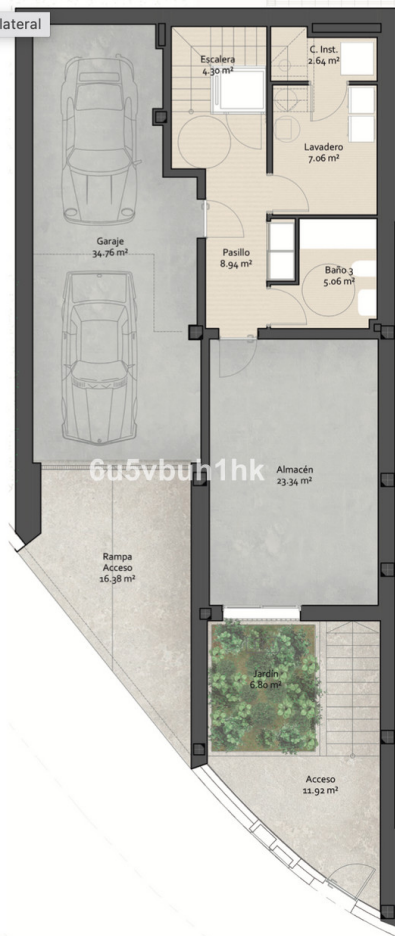 lateral
Escalera
4.30 m²
C. Inst.
2.64 m²
Lavadero
7.06 m²
Garaje
34.76 m²
Pasillo
8.94 m²
Baño 3
5.06 m²
6u5vbuh1hk
Almacén
23.34 m²
Rampa
Acceso
16.38 m²
Jardín
6.80 m²
Acceso
11.92 m²